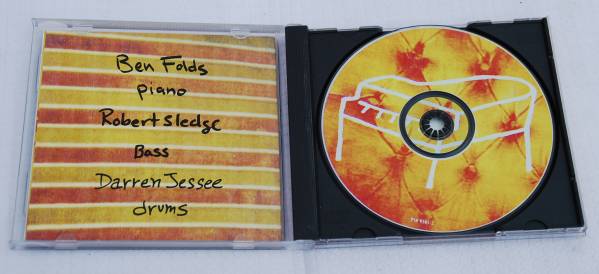 Ben Folds
piano
Robert Sledge
Bass
Darren Jessee
drums